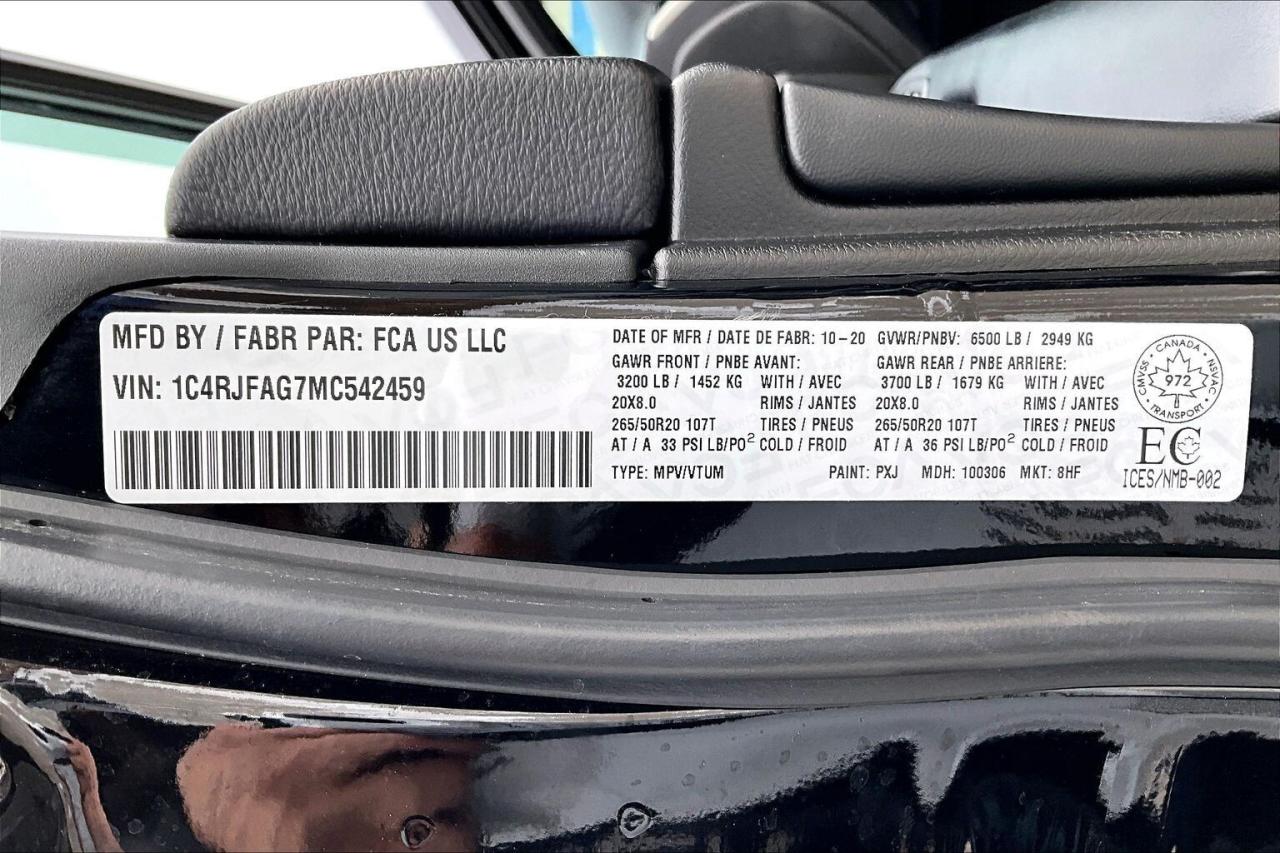 MFD BY / FABR PAR: FCA US LLC
VIN: 1C4RJFAG7MC542459
DATE OF MFR / DATE DE FABR: 10-20 GVWR/PNBV: 6500 LB / 2949 KG
GAWR FRONT / PNBE AVANT: GAWR REAR / PNBE ARRIERE:
3200 LB / 1452 KG WITH / AVEC 3700 LB / 1679 KG WITH / AVEC
20X8.0 RIMS / JANTES 20X8.0 RIMS / JANTES
265/50R20 107T TIRES / PNEUS 265/50R20 107T TIRES / PNEUS
AT / A 33 PSI LB/PO² COLD / FROID AT / A 36 PSI LB/PO² COLD / FROID
TYPE: MPV/VTUM PAINT: PXJ MDH: 100306 MKT: 8HF
CMVSS · CANADA · NSVAC · TRANSPORT ·
972
EC
ICES/NMB-002